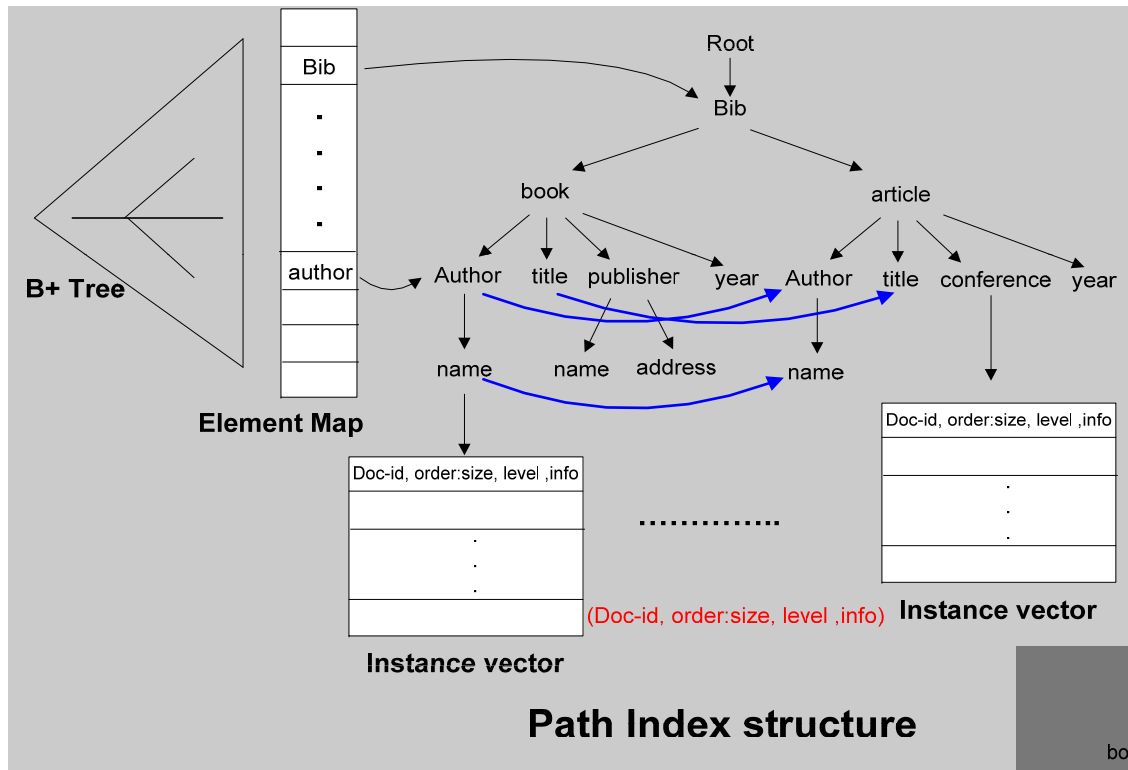 Root
Bib
Bib
book
article
author
Author
title
publisher
year
Author
title
conference
year
B+ Tree
name
name
address
name
Element Map
Doc-id, order:size, level ,info
Doc-id, order:size, level ,info
(Doc-id, order:size, level ,info)
Instance vector
Instance vector
Path Index structure
bo